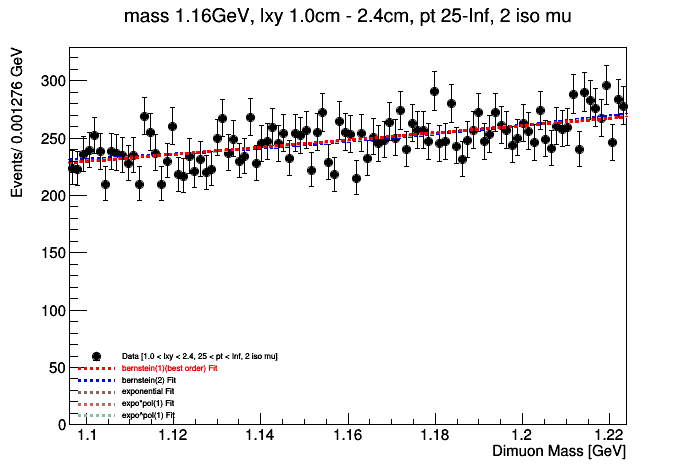 mass 1.16GeV, lxy 1.0cm - 2.4cm, pt 25-Inf, 2 iso mu
Events/ 0.001276 GeV
300
250
200
150
100
50
0
Data [1.0 < lxy < 2.4, 25 < pt < Inf, 2 iso mu]
bernstein(1)(best order) Fit
bernstein(2) Fit
exponential Fit
expo*pol(1) Fit
expo^pol(1) Fit
1.1 1.12 1.14 1.16 1.18 1.2 1.22
Dimuon Mass [GeV]